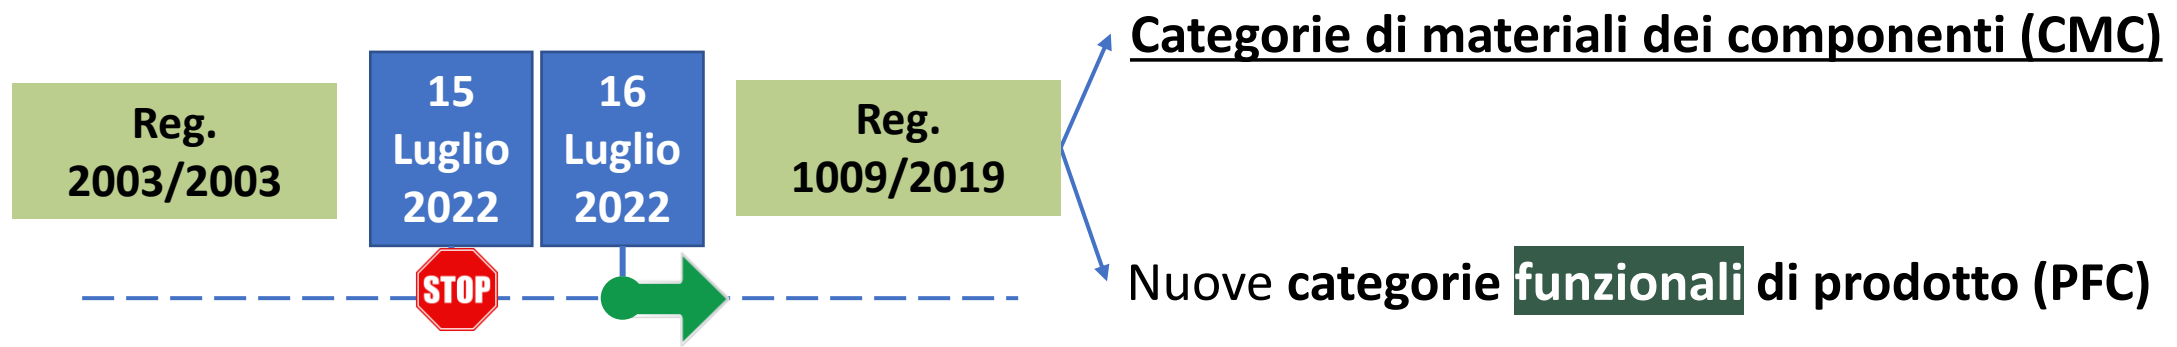 Reg.
2003/2003
15
Luglio
2022
STOP
16
Luglio
2022
Reg.
1009/2019
Categorie di materiali dei componenti (CMC)
Nuove categorie funzionali di prodotto (PFC)